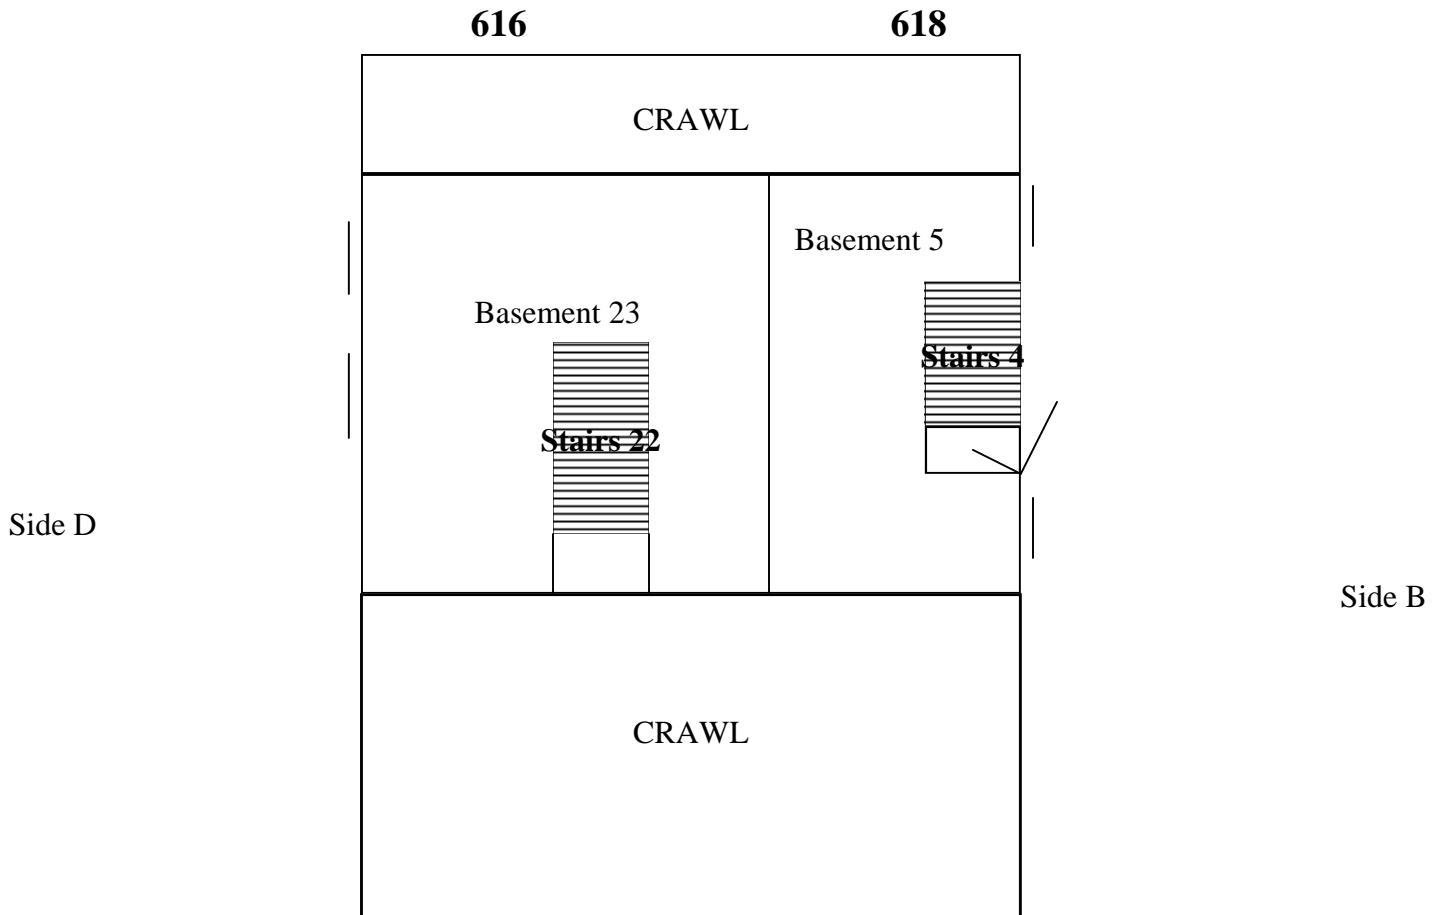 616 618
CRAWL
Basement 5
Basement 23
Stairs 4
Stairs 22
Side D
Side B
CRAWL